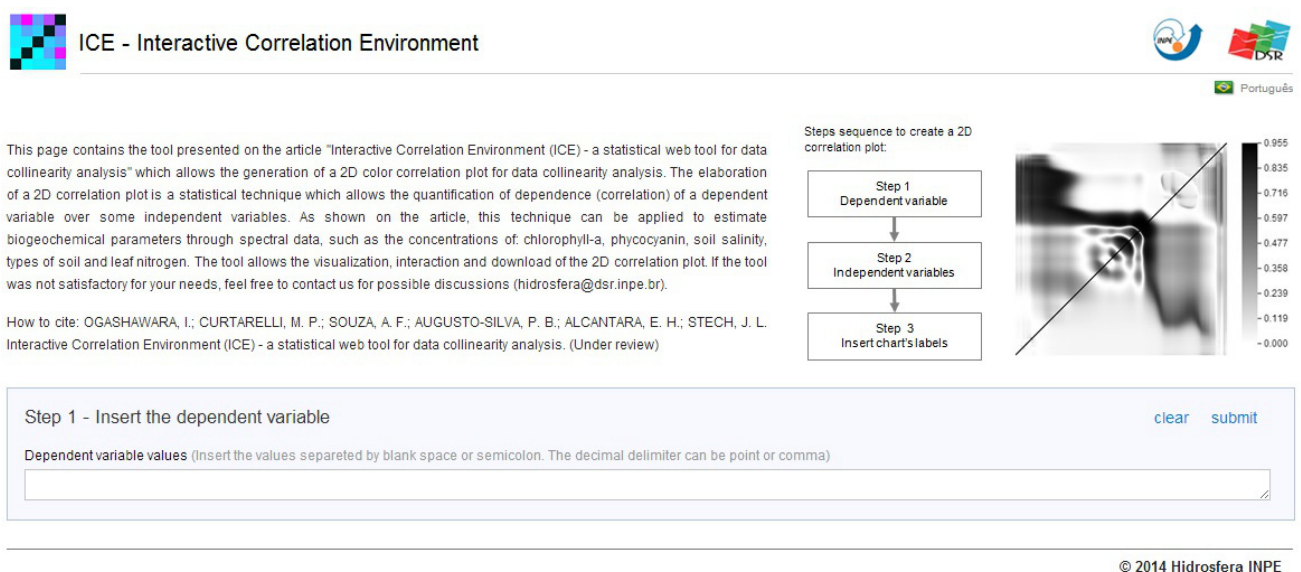 ICE - Interactive Correlation Environment
INPE
DSR
Português
This page contains the tool presented on the article "Interactive Correlation Environment (ICE) - a statistical web tool for data
collinearity analysis" which allows the generation of a 2D color correlation plot for data collinearity analysis. The elaboration
of a 2D correlation plot is a statistical technique which allows the quantification of dependence (correlation) of a dependent
variable over some independent variables. As shown on the article, this technique can be applied to estimate
biogeochemical parameters through spectral data, such as the concentrations of: chlorophyll-a, phycocyanin, soil salinity,
types of soil and leaf nitrogen. The tool allows the visualization, interaction and download of the 2D correlation plot. If the tool
was not satisfactory for your needs, feel free to contact us for possible discussions (hidrosfera@dsr.inpe.br).
How to cite: OGASHAWARA, I.; CURTARELLI, M. P.; SOUZA, A. F.; AUGUSTO-SILVA, P. B.; ALCANTARA, E. H.; STECH, J. L.
Interactive Correlation Environment (ICE) - a statistical web tool for data collinearity analysis. (Under review)
Steps sequence to create a 2D
correlation plot:
Step 1
Dependent variable
Step 2
Independent variables
Step 3
Insert chart's labels
0.955
0.835
0.716
0.597
0.477
0.358
0.239
0.119
0.000
Step 1 - Insert the dependent variable
clear submit
Dependent variable values (Insert the values separeted by blank space or semicolon. The decimal delimiter can be point or comma)
© 2014 Hidrosfera INPE